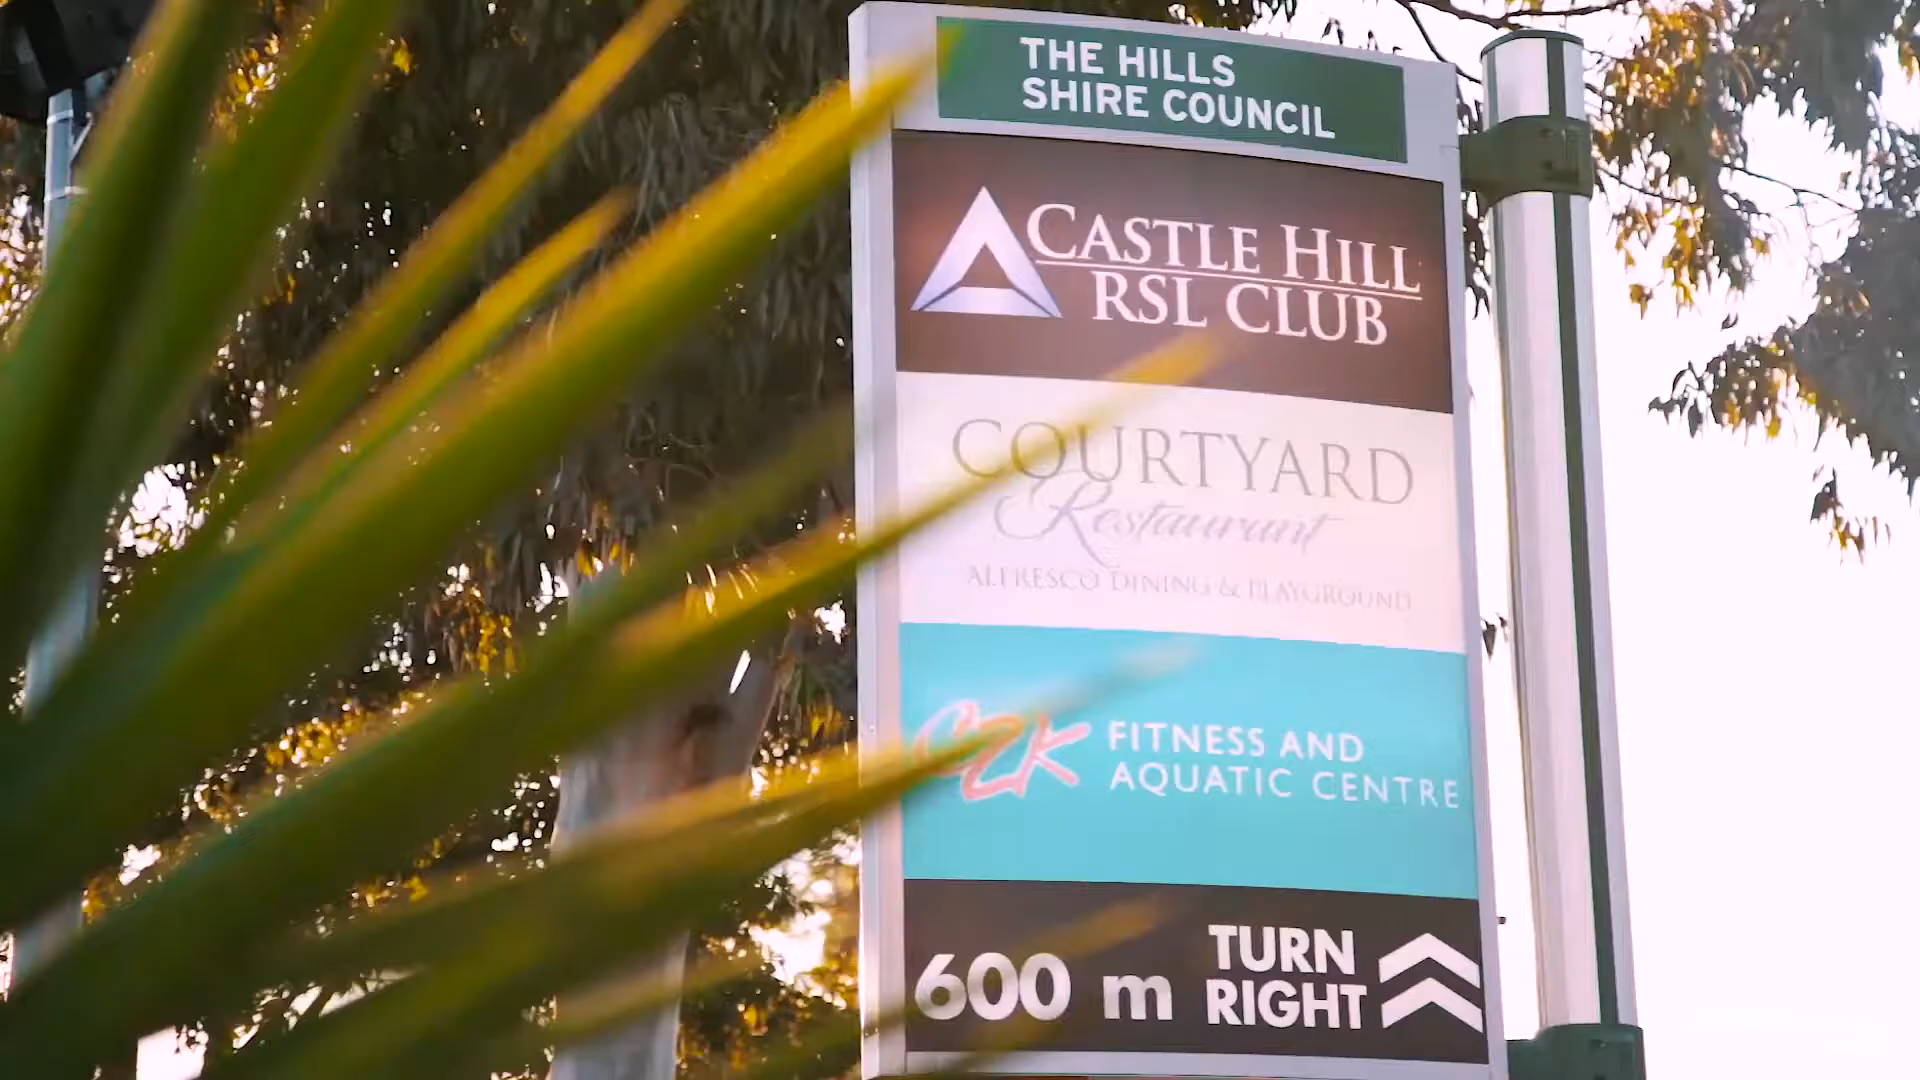 THE HILLS
SHIRE COUNCIL
CASTLE HILL
RSL CLUB
COURTYARD
Restaurant
ALFRESCO DINING & PLAYGROUND
C2K FITNESS AND
AQUATIC CENTRE
600 m TURN
RIGHT